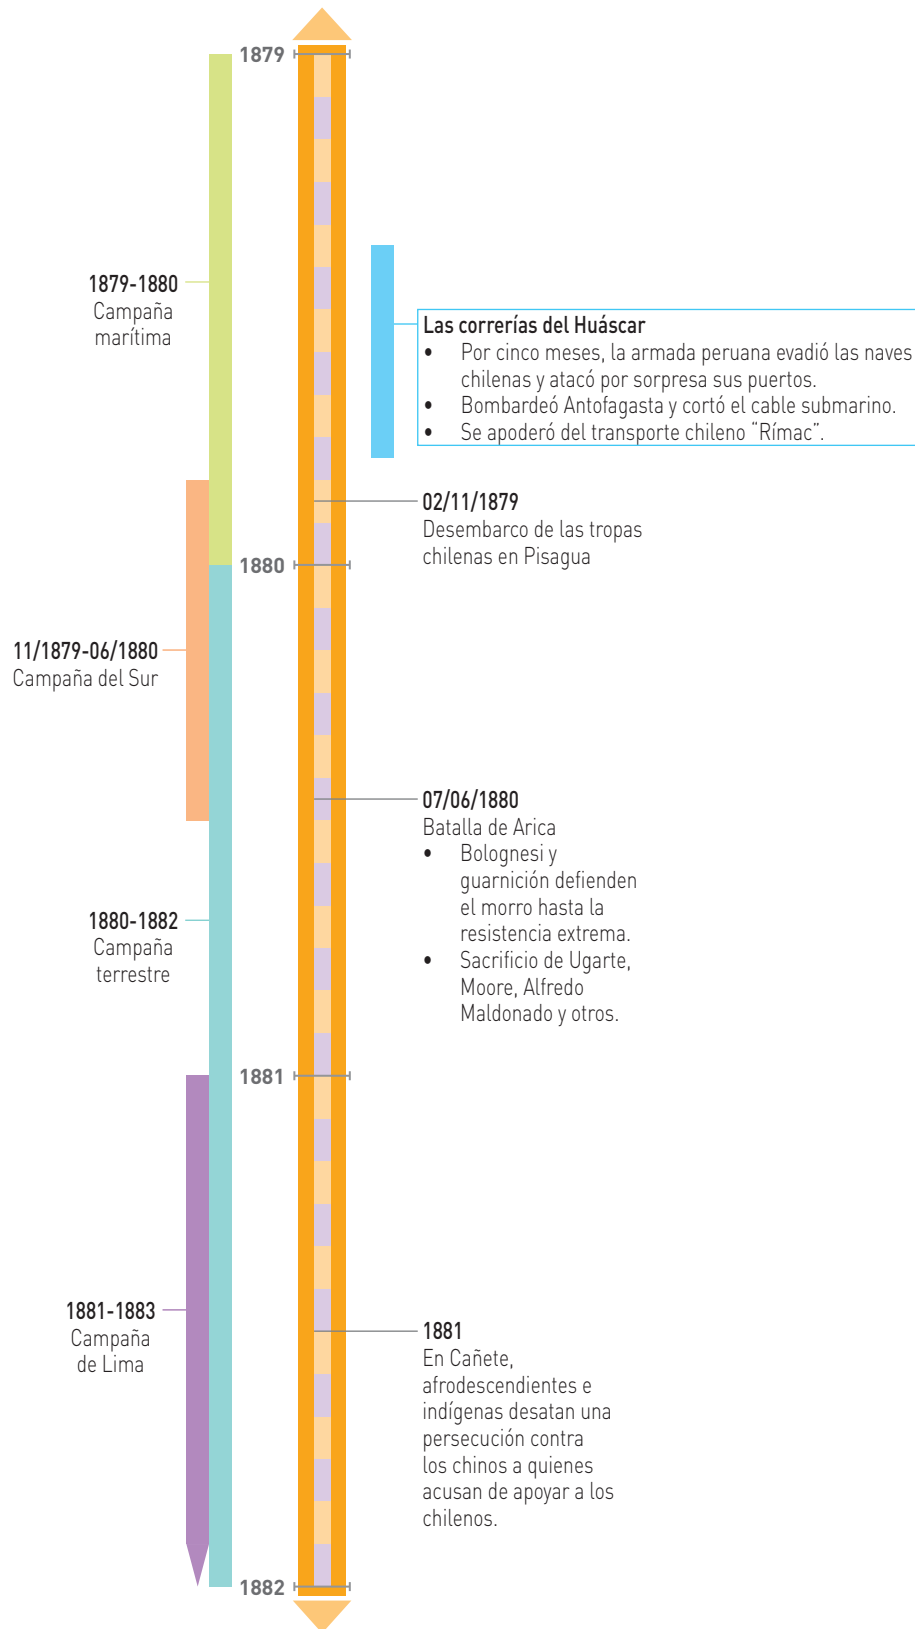 1879
1879-1880
Campaña
marítima
Las correrías del Huáscar
• Por cinco meses, la armada peruana evadió las naves
chilenas y atacó por sorpresa sus puertos.
• Bombardeó Antofagasta y cortó el cable submarino.
• Se apoderó del transporte chileno “Rímac”.
02/11/1879
Desembarco de las tropas
chilenas en Pisagua
1880
11/1879-06/1880
Campaña del Sur
07/06/1880
Batalla de Arica
• Bolognesi y
guarnición defienden
el morro hasta la
resistencia extrema.
• Sacrificio de Ugarte,
Moore, Alfredo
Maldonado y otros.
1880-1882
Campaña
terrestre
1881
1881-1883
Campaña
de Lima
1881
En Cañete,
afrodescendientes e
indígenas desatan una
persecución contra
los chinos a quienes
acusan de apoyar a los
chilenos.
1882